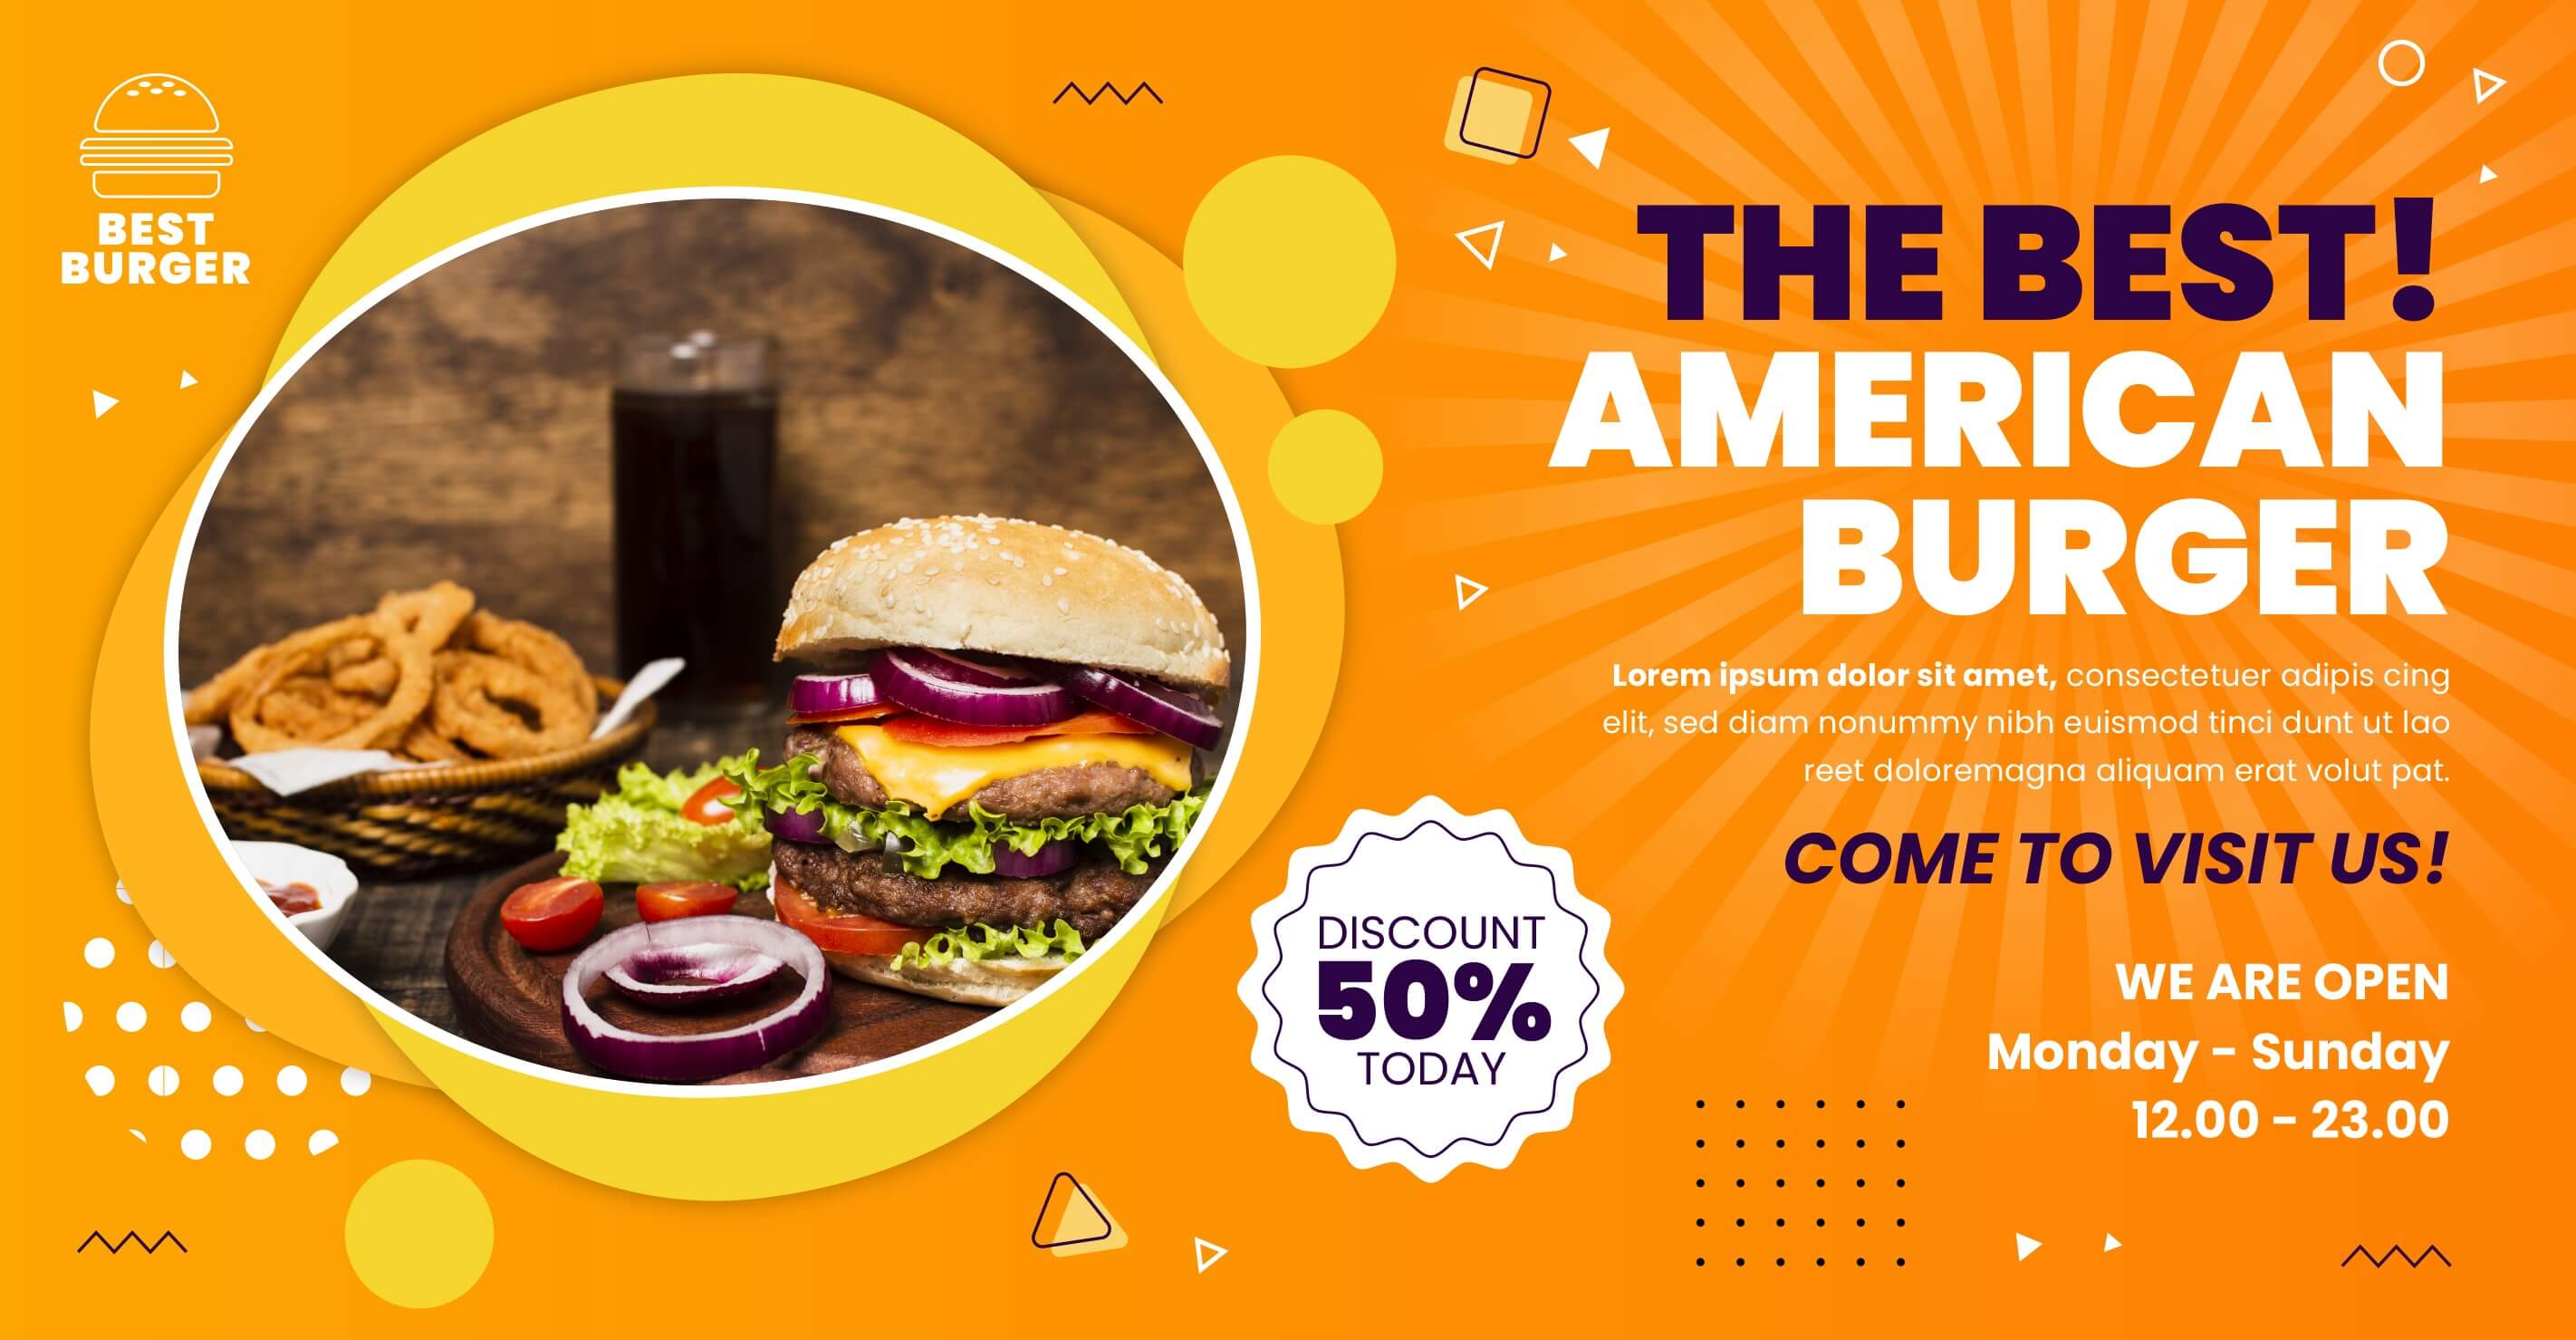 BEST
BURGER
THE BEST!
AMERICAN
BURGER
Lorem ipsum dolor sit amet, consectetuer adipis cing
elit, sed diam nonummy nibh euismod tinci dunt ut lao
reet doloremagna aliquam erat volut pat.
COME TO VISIT US!
DISCOUNT
50%
TODAY
WE ARE OPEN
Monday - Sunday
12.00 - 23.00